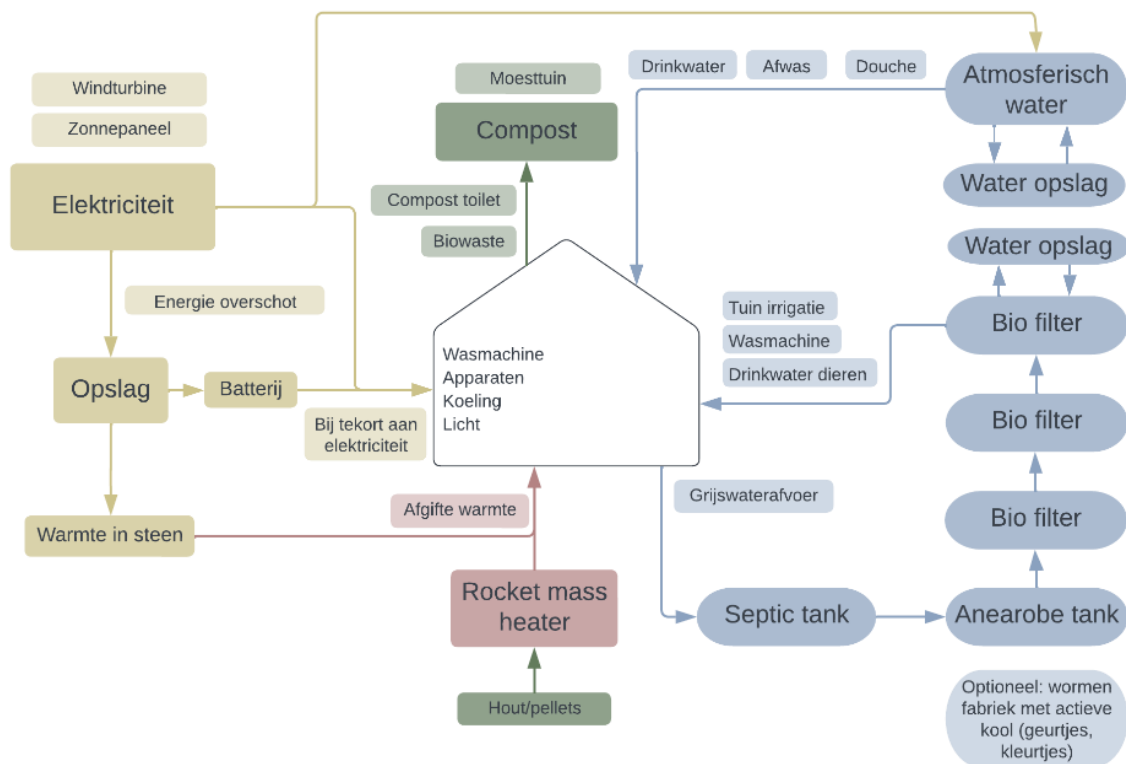 Windturbine
Zonnepaneel
Elektriciteit
Energie overschot
Opslag
Batterij
Bij tekort aan
elektriciteit
Warmte in steen
Moesttuin
Compost
Compost toilet
Biowaste
Wasmachine
Apparaten
Koeling
Licht
Afgifte warmte
Rocket mass
heater
Hout/pellets
Drinkwater
Afwas
Douche
Atmosferisch
water
Water opslag
Water opslag
Bio filter
Tuin irrigatie
Wasmachine
Drinkwater dieren
Bio filter
Bio filter
Grijswaterafvoer
Septic tank
Anearobe tank
Optioneel: wormen
fabriek met actieve
kool (geurtjes,
kleurtjes)